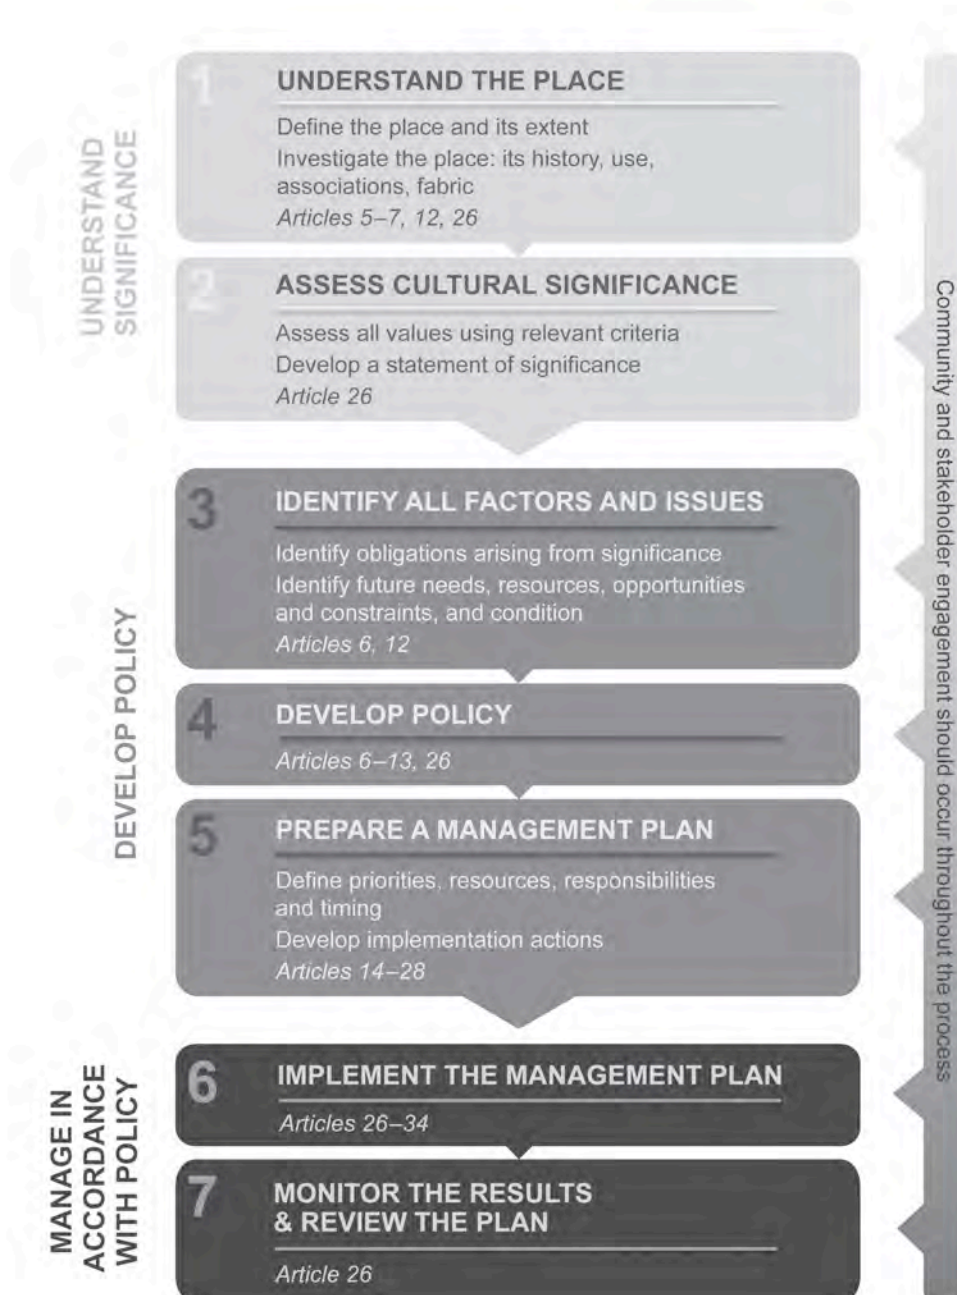 UNDERSTAND
SIGNIFICANCE
1
UNDERSTAND THE PLACE
Define the place and its extent
Investigate the place: its history, use,
associations, fabric
Articles 5–7, 12, 26
2
ASSESS CULTURAL SIGNIFICANCE
Assess all values using relevant criteria
Develop a statement of significance
Article 26
DEVELOP POLICY
3
IDENTIFY ALL FACTORS AND ISSUES
Identify obligations arising from significance
Identify future needs, resources, opportunities
and constraints, and condition
Articles 6, 12
4
DEVELOP POLICY
Articles 6–13, 26
5
PREPARE A MANAGEMENT PLAN
Define priorities, resources, responsibilities
and timing
Develop implementation actions
Articles 14–28
MANAGE IN
ACCORDANCE
WITH POLICY
6
IMPLEMENT THE MANAGEMENT PLAN
Articles 26–34
7
MONITOR THE RESULTS
& REVIEW THE PLAN
Article 26
Community and stakeholder engagement should occur throughout the process